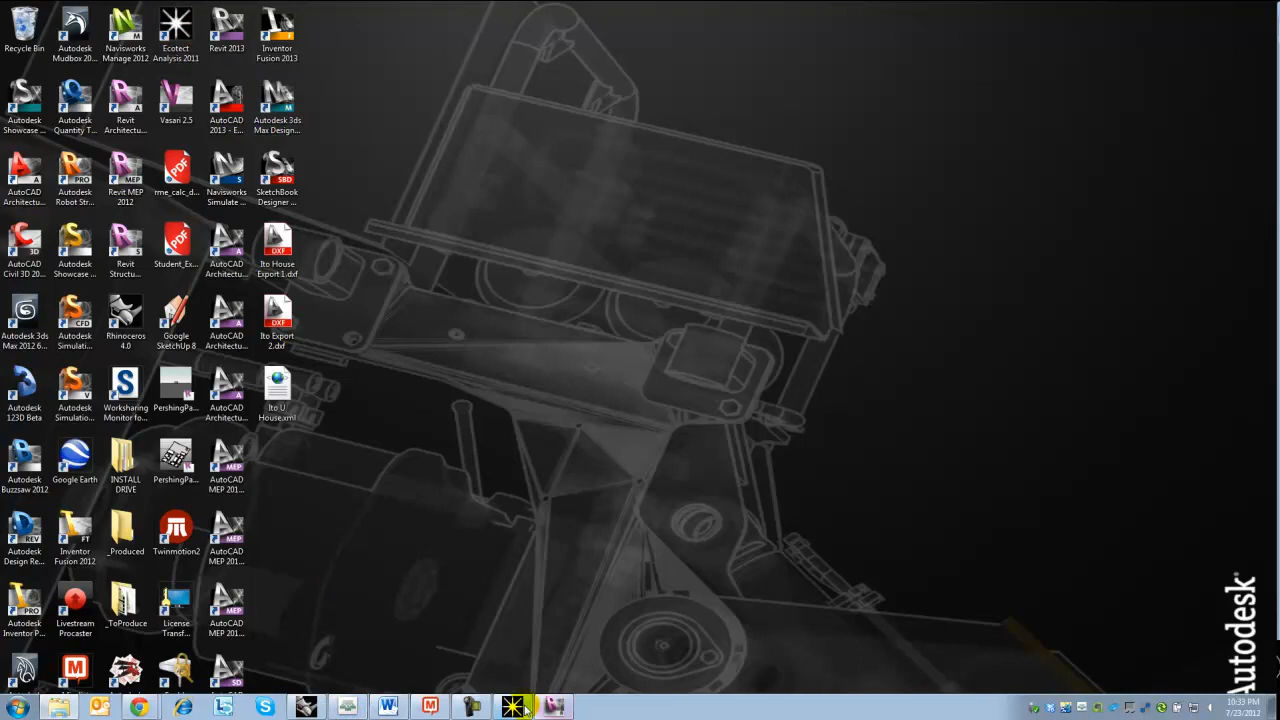 Recycle Bin
Autodesk
Mudbox 20...
Navisworks
Manage 2012
Ecotect
Analysis 2011
Revit 2013
Inventor
Fusion 2013
Autodesk
Showcase ...
Autodesk
Quantity T...
Revit
Architectu...
Vasari 2.5
AutoCAD
2013 - E...
Autodesk 3ds
Max Design...
AutoCAD
Architectu...
Autodesk
Robot Str...
Revit MEP
2012
rme_calc_d...
Navisworks
Simulate ...
SketchBook
Designer ...
AutoCAD
Civil 3D 20...
Autodesk
Showcase ...
Revit
Structu...
Student_Ex...
AutoCAD
Architectu...
Ito House
Export 1.dxf
Autodesk 3ds
Max 2012 6...
Autodesk
Simulati...
Rhinoceros
4.0
Google
SketchUp 8
AutoCAD
Architectu...
Ito Export
2.dxf
Autodesk
123D Beta
Autodesk
Simulatio...
Worksharing
Monitor fo...
PershingPa...
AutoCAD
Architectu...
Ito U
House.xml
Autodesk
Buzzsaw 2012
Google Earth
INSTALL
DRIVE
PershingPa...
AutoCAD
MEP 201...
Autodesk
Design Re...
Inventor
Fusion 2012
_Produced
Twinmotion2
AutoCAD
MEP 201...
Autodesk
Inventor P...
Livestream
Procaster
_ToProduce
License
Transf...
AutoCAD
MEP 201...
Autodesk®
10:33 PM
7/23/2012